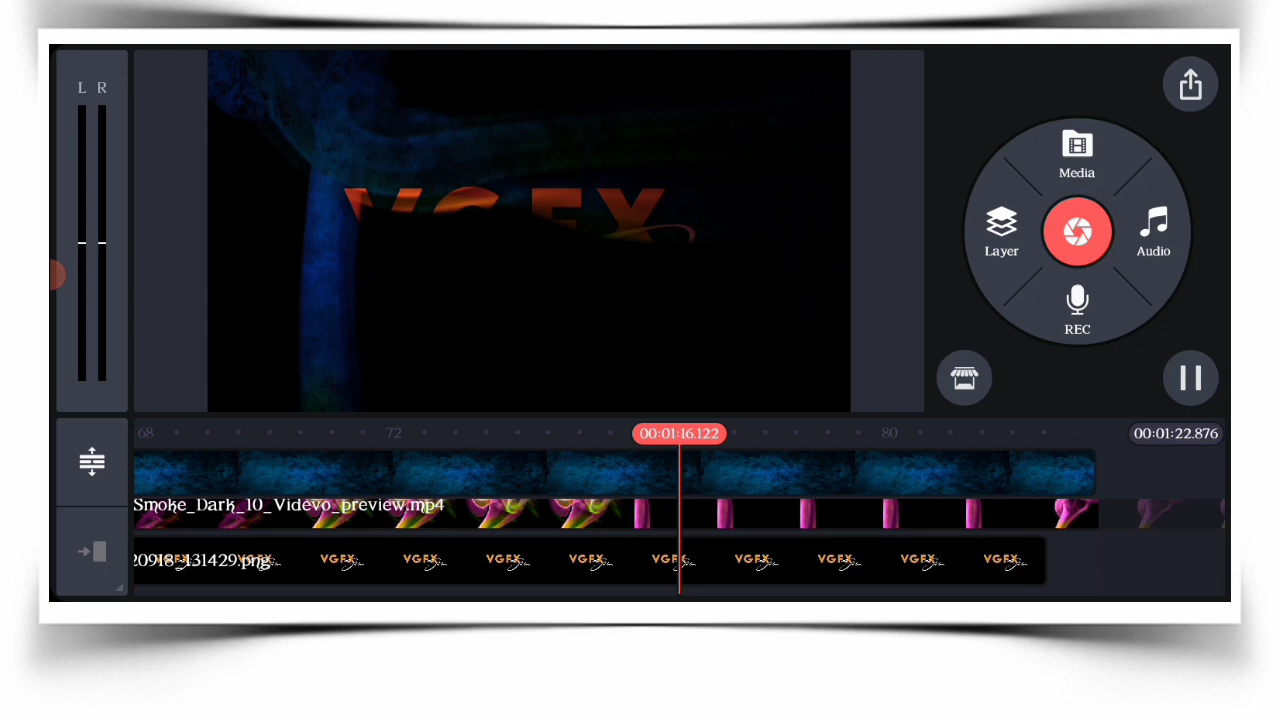 L R
VGFX
Media
Layer
Audio
REC
68
72
00:01:16.122
80
00:01:22.876
Smoke_Dark_10_Videvo_preview.mp4
20918_131429.png
VGFX VGFX VGFX VGFX VGFX VGFX VGFX VGFX VGFX